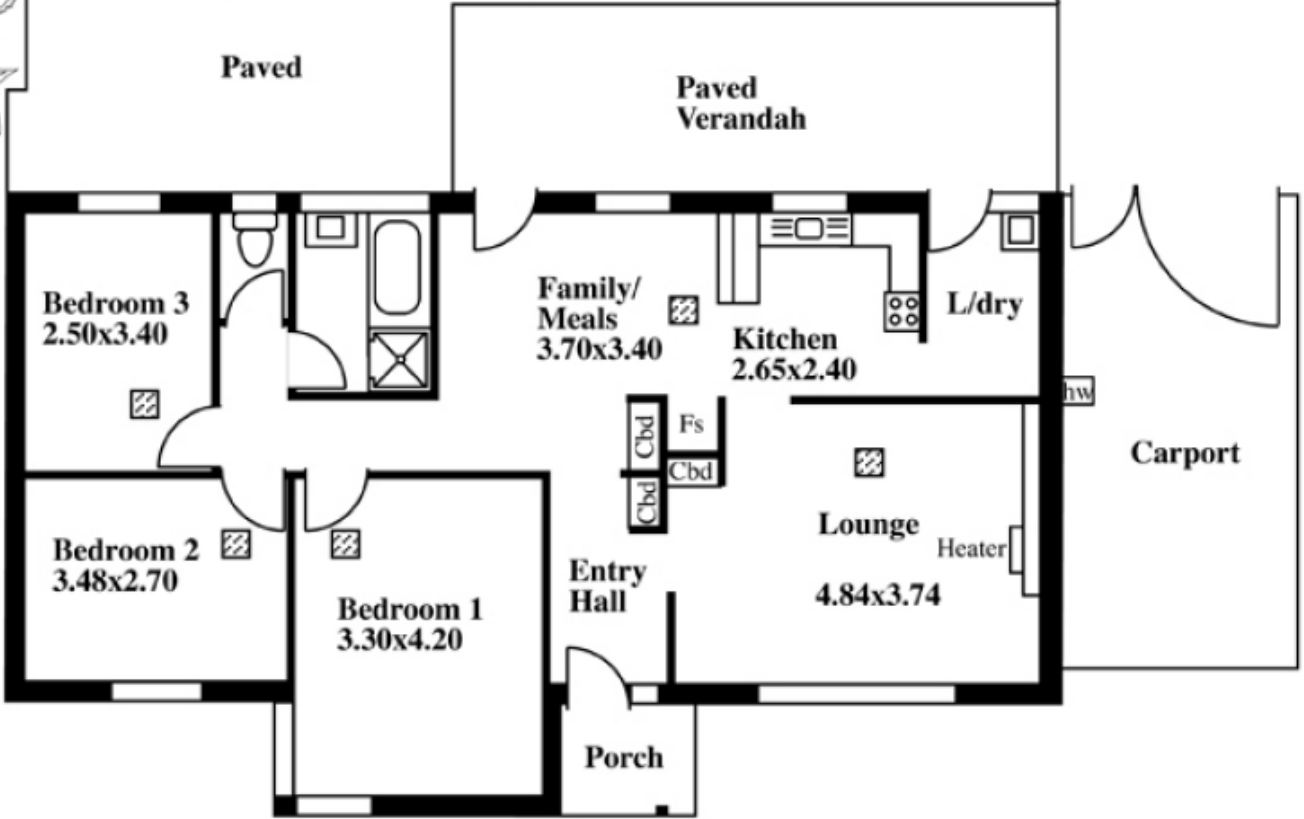 Paved
Paved
Verandah
Bedroom 3
2.50x3.40
Family/
Meals
3.70x3.40
Kitchen
2.65x2.40
L/dry
hw
Carport
Cbd
Fs
Cbd
Cbd
Lounge
Heater
4.84x3.74
Bedroom 2
3.48x2.70
Bedroom 1
3.30x4.20
Entry
Hall
Porch